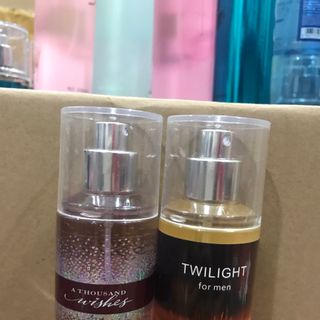 A THOUSAND
wishes
TWILIGHT
for men